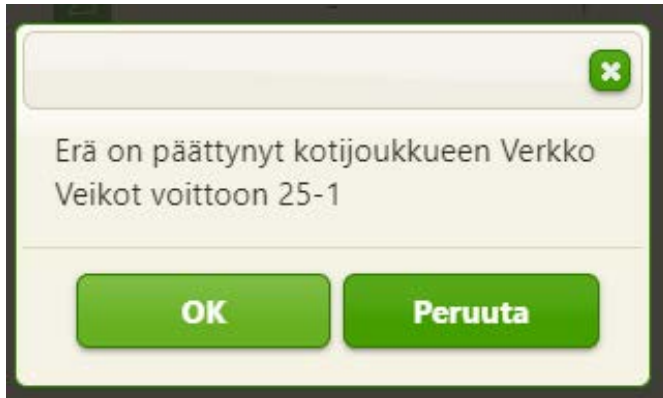 Erä on päättynyt kotijoukkueen Verkko
Veikot voittoon 25-1
OK
Peruuta